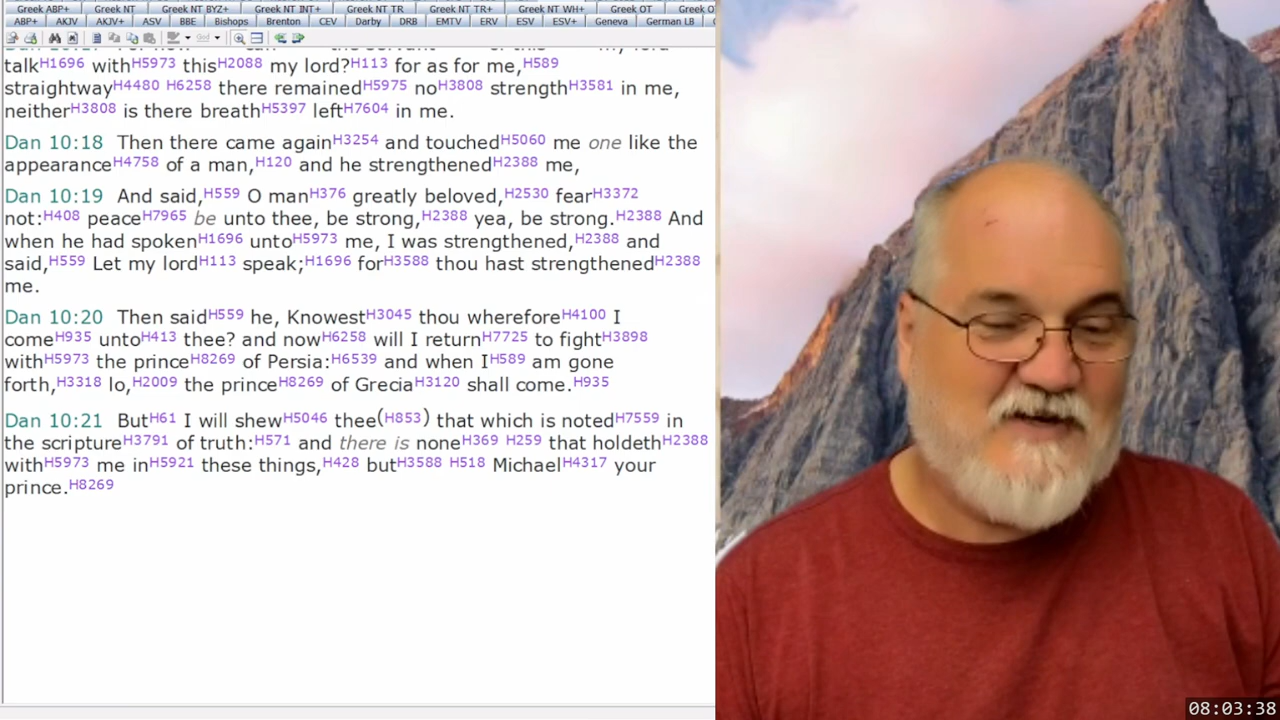 Greek ABP+ Greek NT Greek NT BYZ+ Greek NT INT+ Greek NT TR Greek NT TR+ Greek NT WH+ Greek OT
ABP+ AKJV AKJV+ ASV BBE Bishops Brenton CEV Darby DRB EMTV ERV ESV ESV+ Geneva German LB
talkH1696 withH5973 thisH2088 my lord?H113 for as for me,H589
straightwayH4480 H6258 there remainedH5975 noH3808 strengthH3581 in me,
neitherH3808 is there breathH5397 leftH7604 in me.
Dan 10:18 Then there came againH3254 and touchedH5060 me one like the
appearanceH4758 of a man,H120 and he strengthenedH2388 me,
Dan 10:19 And said,H559 O manH376 greatly beloved,H2530 fearH3372
not:H408 peaceH7965 be unto thee, be strong,H2388 yea, be strong.H2388 And
when he had spokenH1696 untoH5973 me, I was strengthened,H2388 and
said,H559 Let my lordH113 speak;H1696 forH3588 thou hast strengthenedH2388
me.
Dan 10:20 Then saidH559 he, KnowestH3045 thou whereforeH4100 I
comeH935 untoH413 thee? and nowH6258 will I returnH7725 to fightH3898
withH5973 the princeH8269 of Persia:H6539 and when IH589 am gone
forth,H3318 lo,H2009 the princeH8269 of GreciaH3120 shall come.H935
Dan 10:21 ButH61 I will shewH5046 thee(H853) that which is notedH7559 in
the scriptureH3791 of truth:H571 and there is noneH369 H259 that holdethH2388
withH5973 me inH5921 these things,H428 butH3588 H518 MichaelH4317 your
prince.H8269
08:03:38